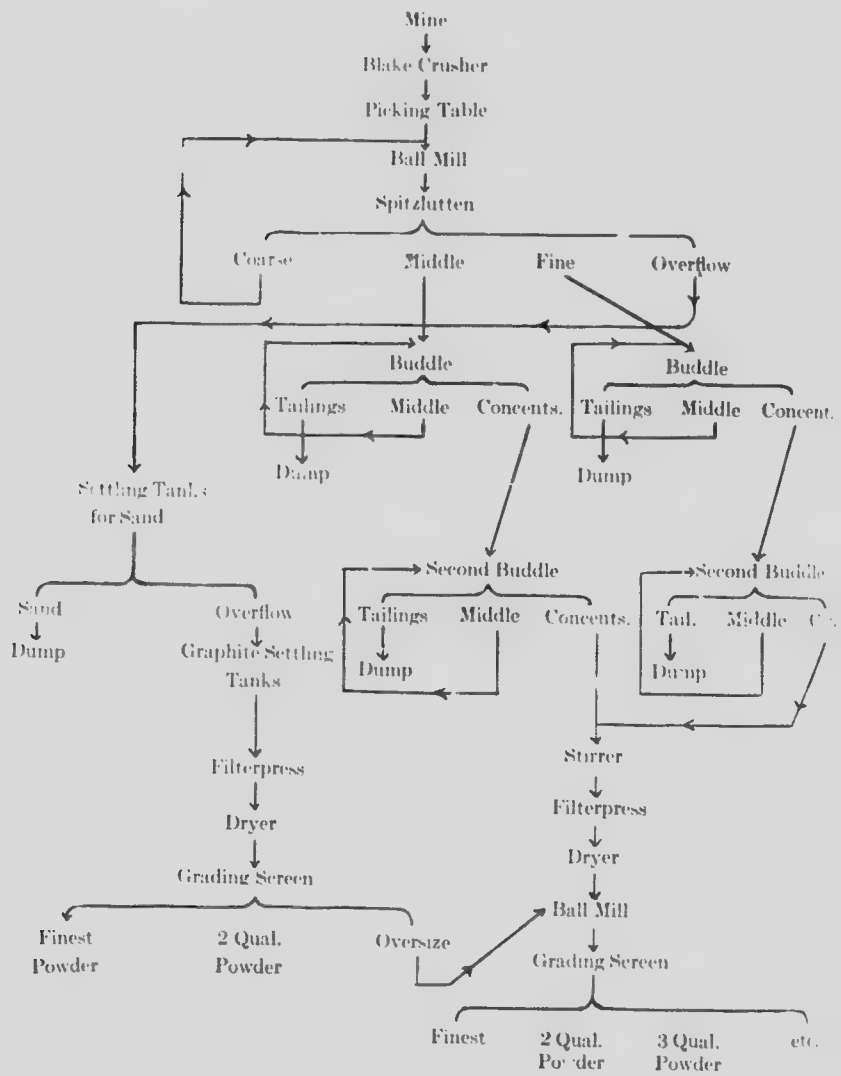 Mine
Blake Crusher
Picking Table
Ball Mill
Spitzlutten
Coarse Middle Fine Overflow
Buddle
Buddle
Tailings Middle Concents.
Tailings Middle Concent.
Dump
Dump
Settling Tanks
for Sand
Second Buddle
Second Buddle
Sand Overflow
Tailings Middle Concents.
Tail. Middle
Dump
Graphite Settling
Tanks
Dump
Dump
Stirrer
Filterpress
Filterpress
Dryer
Dryer
Grading Screen
Ball Mill
Finest
Powder
2 Qual.
Powder
Oversize
Grading Screen
Finest
2 Qual.
Powder
3 Qual.
Powder
etc.